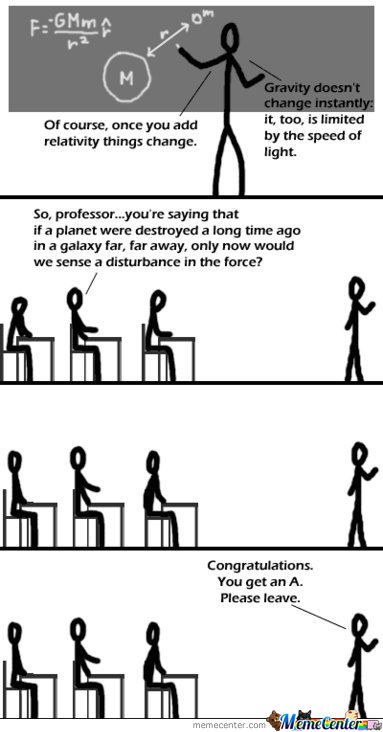 F=-GMm r̂
r²
r
m
M
Of course, once you add
relativity things change.
Gravity doesn't
change instantly:
it, too, is limited
by the speed of
light.
So, professor...you're saying that
if a planet were destroyed a long time ago
in a galaxy far, far away, only now would
we sense a disturbance in the force?
Congratulations.
You get an A.
Please leave.
memecenter.com MemeCenter